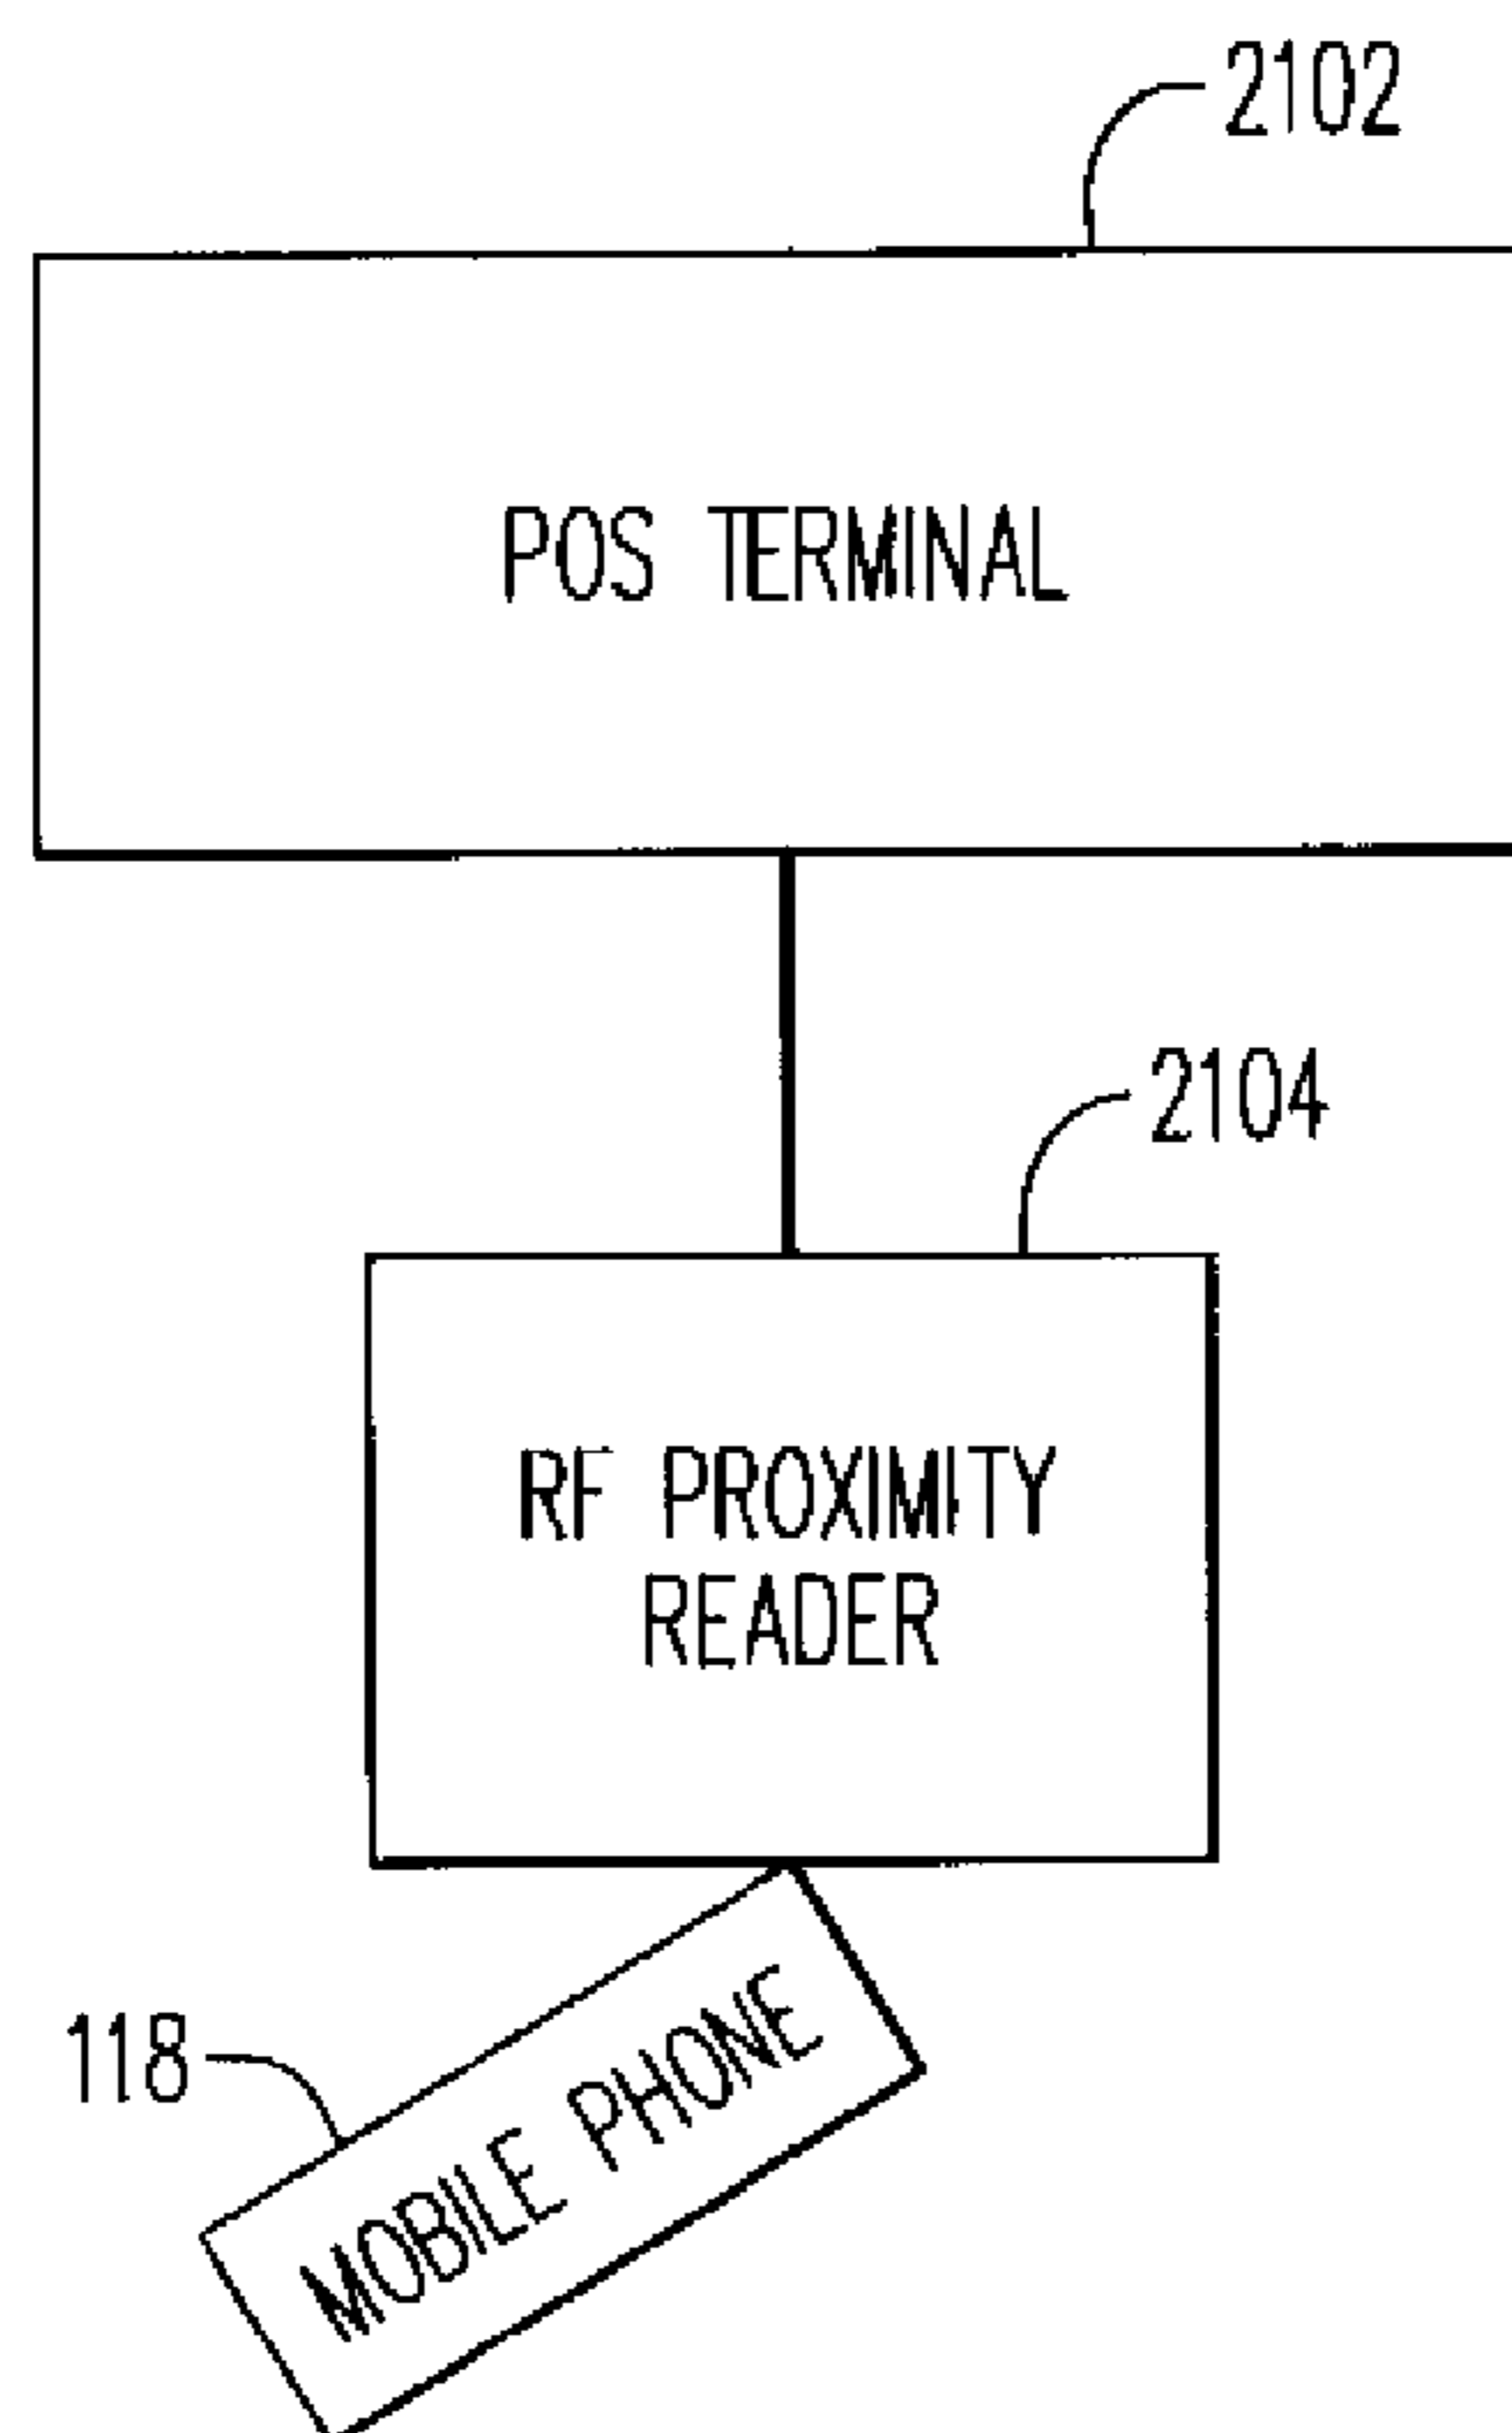 2102
POS TERMINAL
2104
RF PROXIMITY
READER
118
MOBILE PHONE